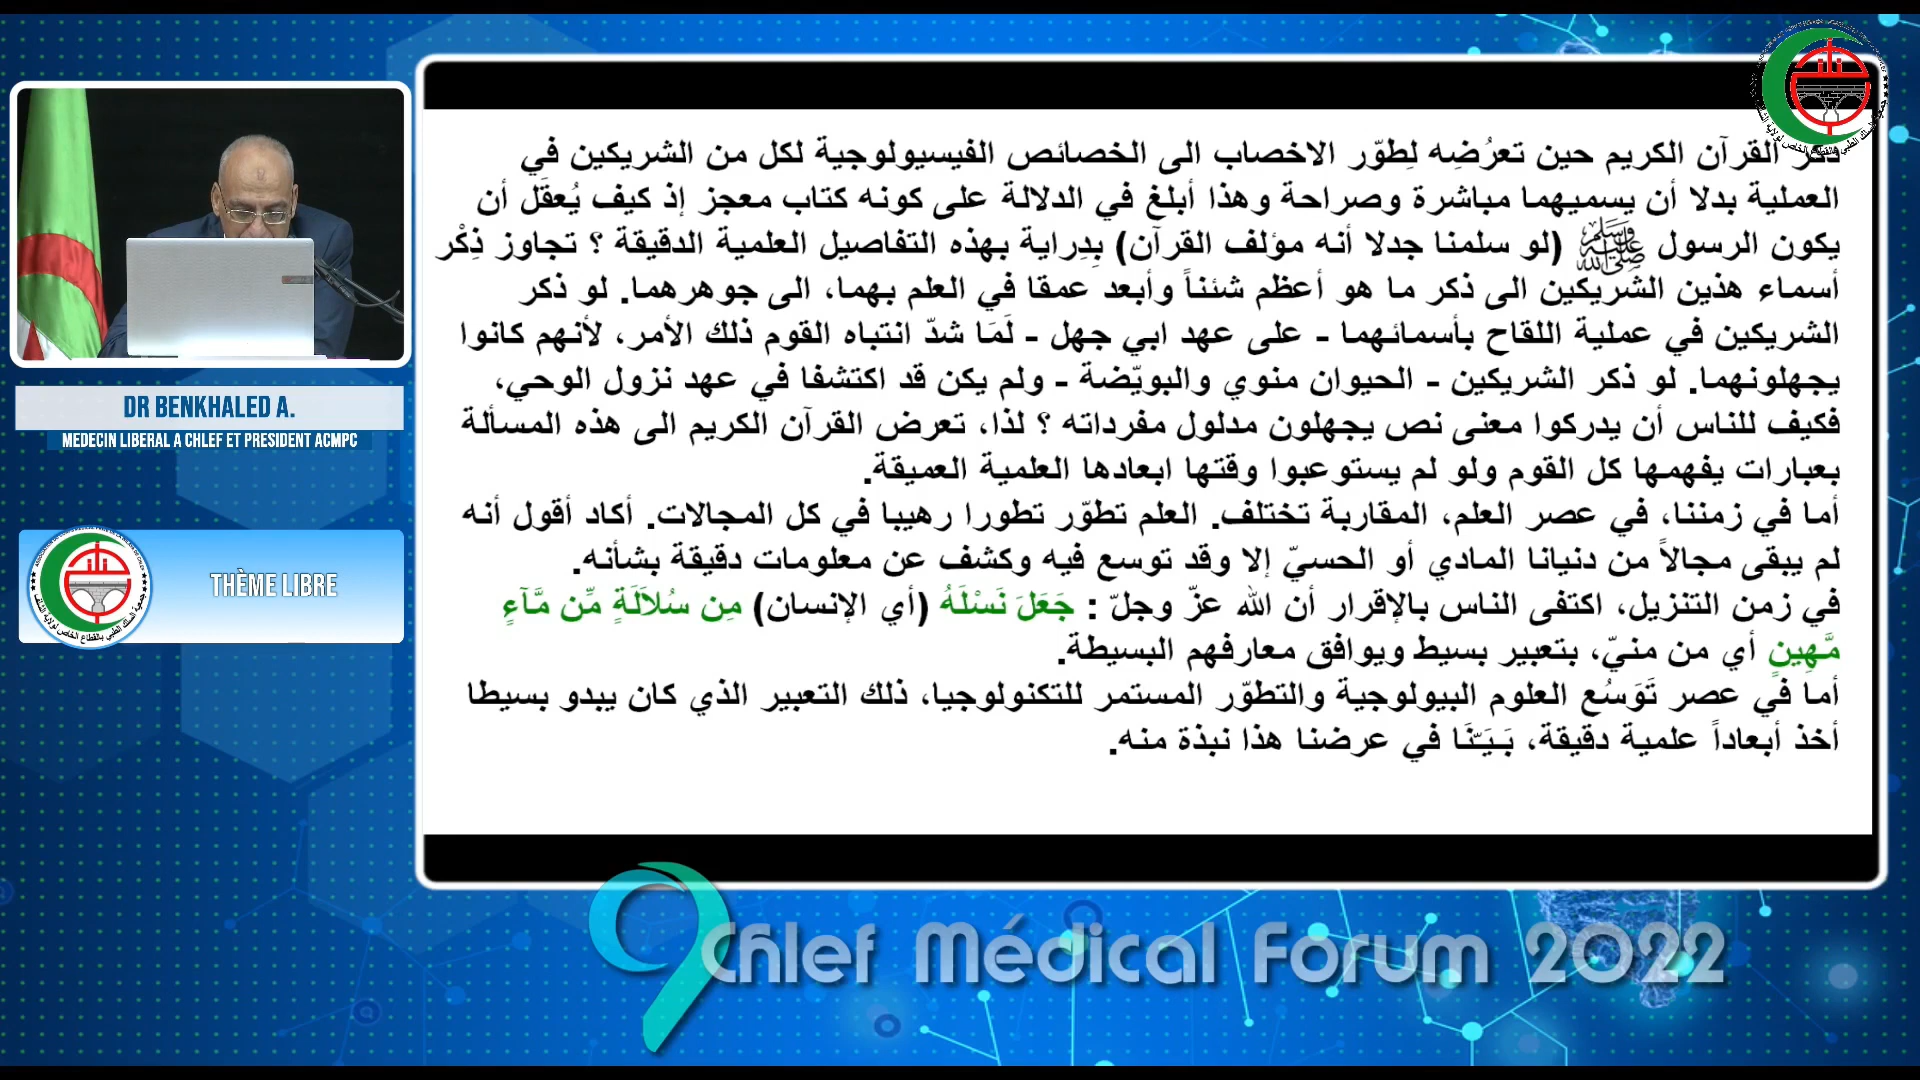 ذكر القرآن الكريم حين تعرُضِه لِطوّر الاخصاب الى الخصائص الفيسيولوجية لكل من الشريكين في
العملية بدلا أن يسميهما مباشرة وصراحة وهذا أبلغ في الدلالة على كونه كتاب معجز إذ كيف يُعقَل أن
يكون الرسول ﷺ (لو سلمنا جدلا أنه مؤلف القرآن) بِدِراية بهذه التفاصيل العلمية الدقيقة ؟ تجاوز ذِكْر
أسماء هذين الشريكين الى ذكر ما هو أعظم شئناً وأبعد عمقا في العلم بهما، الى جوهرهما. لو ذكر
الشريكين في عملية اللقاح بأسمائهما - على عهد ابي جهل - لَمَا شدّ انتباه القوم ذلك الأمر، لأنهم كانوا
يجهلونهما. لو ذكر الشريكين - الحيوان منوي والبويّضة - ولم يكن قد اكتشفا في عهد نزول الوحي،
فكيف للناس أن يدركوا معنى نص يجهلون مدلول مفرداته ؟ لذا، تعرض القرآن الكريم الى هذه المسألة
بعبارات يفهمها كل القوم ولو لم يستوعبوا وقتها ابعادها العلمية العميقة.
أما في زمننا، في عصر العلم، المقاربة تختلف. العلم تطوّر تطورا رهيبا في كل المجالات. أكاد أقول أنه
لم يبقى مجالاً من دنيانا المادي أو الحسيّ إلا وقد توسع فيه وكشف عن معلومات دقيقة بشأنه.
في زمن التنزيل، اكتفى الناس بالإقرار أن الله عزّ وجلّ : جَعَلَ نَسْلَهُ (أي الإنسان) مِن سُلاَلَةٍ مِّن مَّآءٍ
مَّهِينٍ أي من منيّ، بتعبير بسيط ويوافق معارفهم البسيطة.
أما في عصر تَوَسُع العلوم البيولوجية والتطوّر المستمر للتكنولوجيا، ذلك التعبير الذي كان يبدو بسيطا
أخذ أبعاداً علمية دقيقة، بَـيَـنَّا في عرضنا هذا نبذة منه.
DR BENKHALED A.
MEDECIN LIBERAL A CHLEF ET PRESIDENT ACMPC
THÈME LIBRE
9 Chlef Médical Forum 2022